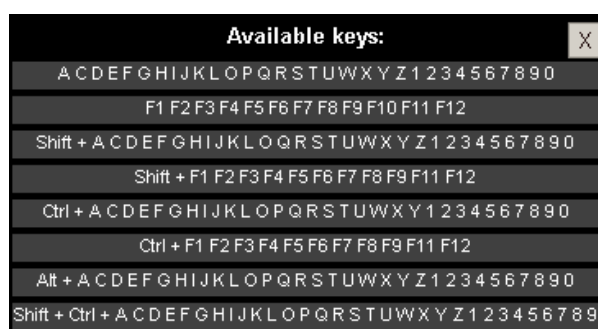 Available keys:
X
A C D E F G H I J K L O P Q R S T U W X Y Z 1 2 3 4 5 6 7 8 9 0
F1 F2 F3 F4 F5 F6 F7 F8 F9 F10 F11 F12
Shift + A C D E F G H I J K L O P Q R S T U W X Y Z 1 2 3 4 5 6 7 8 9 0
Shift + F1 F2 F3 F4 F5 F6 F7 F8 F9 F11 F12
Ctrl + A C D E F G H I J K L O P Q R S T U W X Y 1 2 3 4 5 6 7 8 9 0
Ctrl + F1 F2 F3 F4 F5 F6 F7 F8 F9 F11 F12
Alt + A C D E F G H I J K L O P Q R S T U W X Y Z 1 2 3 4 5 6 7 8 9 0
Shift + Ctrl + A C D E F G H I J K L O P Q R S T U W X Y Z 1 2 3 4 5 6 7 8 9